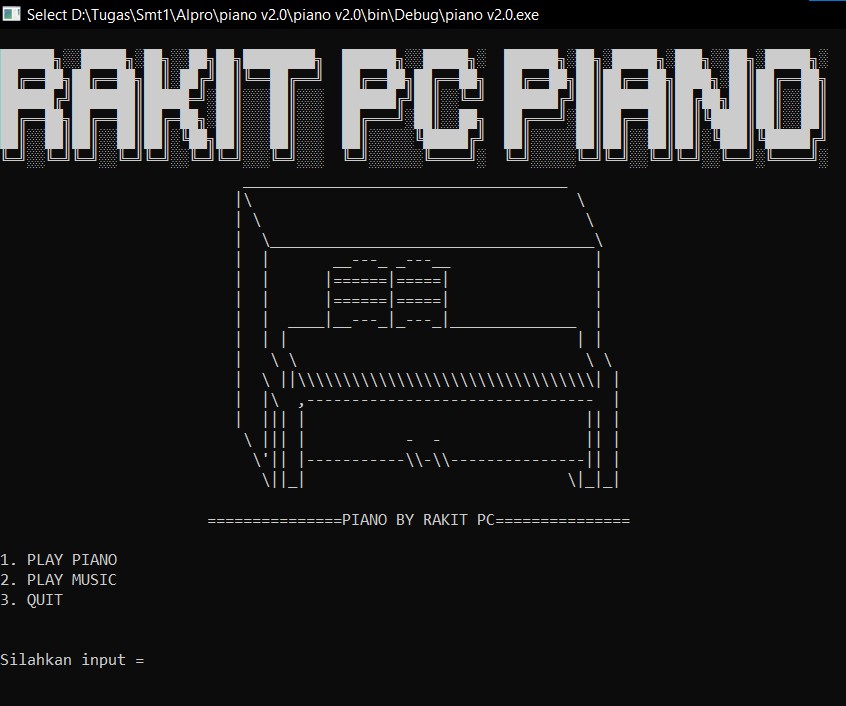 Select D:\Tugas\Smt1\Alpro\piano v2.0\piano v2.0\bin\Debug\piano v2.0.exe
RAKIT PC PIANO
===============PIANO BY RAKIT PC===============
1. PLAY PIANO
2. PLAY MUSIC
3. QUIT
Silahkan input =